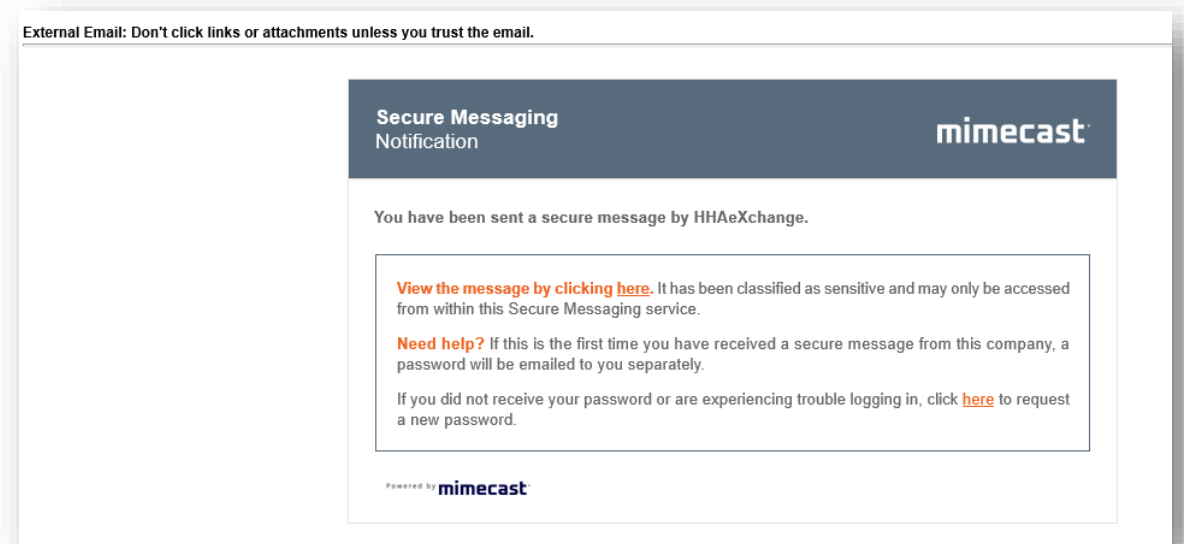 External Email: Don't click links or attachments unless you trust the email.
Secure Messaging
Notification
mimecast
You have been sent a secure message by HHAeXchange.
View the message by clicking here. It has been classified as sensitive and may only be accessed
from within this Secure Messaging service.
Need help? If this is the first time you have received a secure message from this company, a
password will be emailed to you separately.
If you did not receive your password or are experiencing trouble logging in, click here to request
a new password.
Powered by mimecast